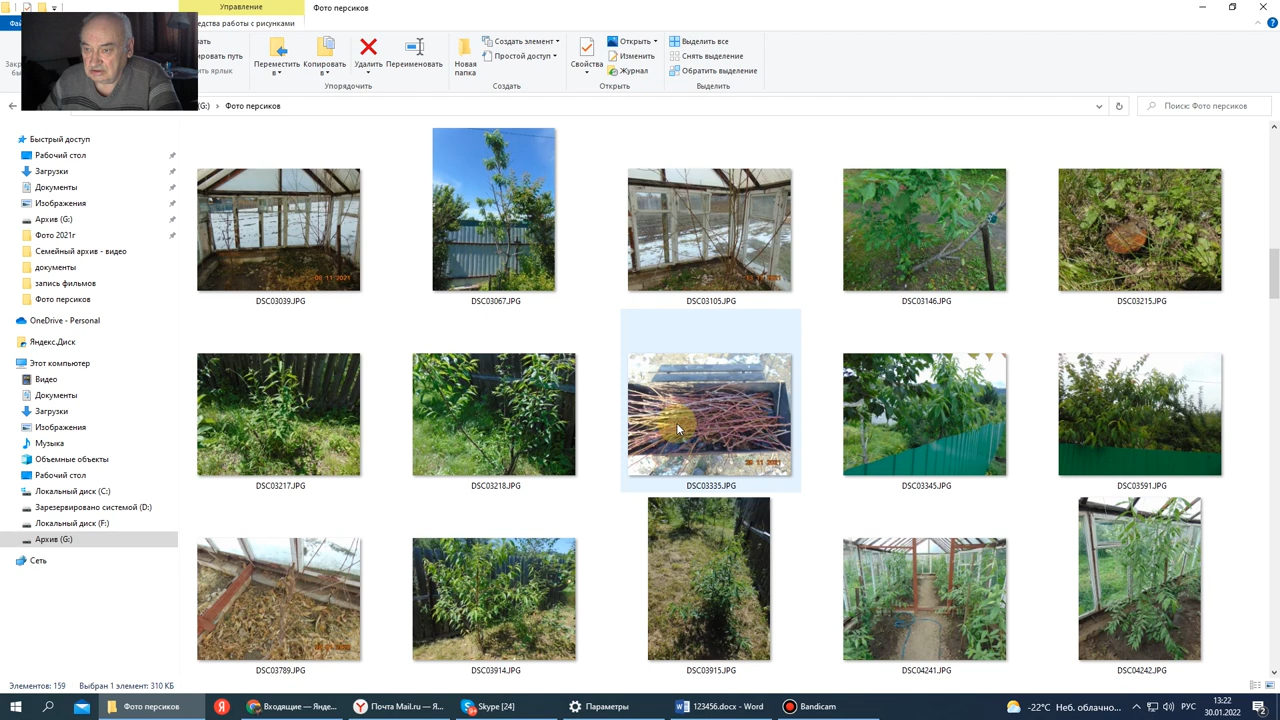 Управление
Фото персиков
Фай
едства работы с рисунками
Переместить в
Копировать в
Удалить
Переименовать
Новая папка
Создать элемент
Простой доступ
Свойства
Открыть
Изменить
Журнал
Выделить все
Снять выделение
Обратить выделение
вать
ировать путь
ить ярлык
Упорядочить
Создать
Открыть
Выделить
(G:) › Фото персиков
Поиск: Фото персиков
Быстрый доступ
Рабочий стол
Загрузки
Документы
Изображения
Архив (G:)
Фото 2021г
Семейный архив - видео
документы
запись фильмов
Фото персиков
OneDrive - Personal
Яндекс.Диск
Этот компьютер
Видео
Документы
Загрузки
Изображения
Музыка
Объемные объекты
Рабочий стол
Локальный диск (C:)
Зарезервировано системой (D:)
Локальный диск (F:)
Архив (G:)
Сеть
DSC03039.JPG
DSC03067.JPG
DSC03105.JPG
DSC03146.JPG
DSC03215.JPG
DSC03217.JPG
DSC03218.JPG
DSC03335.JPG
DSC03345.JPG
DSC03591.JPG
DSC03789.JPG
DSC03914.JPG
DSC03915.JPG
DSC04241.JPG
DSC04242.JPG
Элементов: 159
Выбран 1 элемент: 310 КБ
Фото персиков
Входящие — Янде...
Почта Mail.ru — Я...
Skype [24]
Параметры
123456.docx - Word
Bandicam
-22°C Неб. облачно...
РУС
13:22
30.01.2022
2